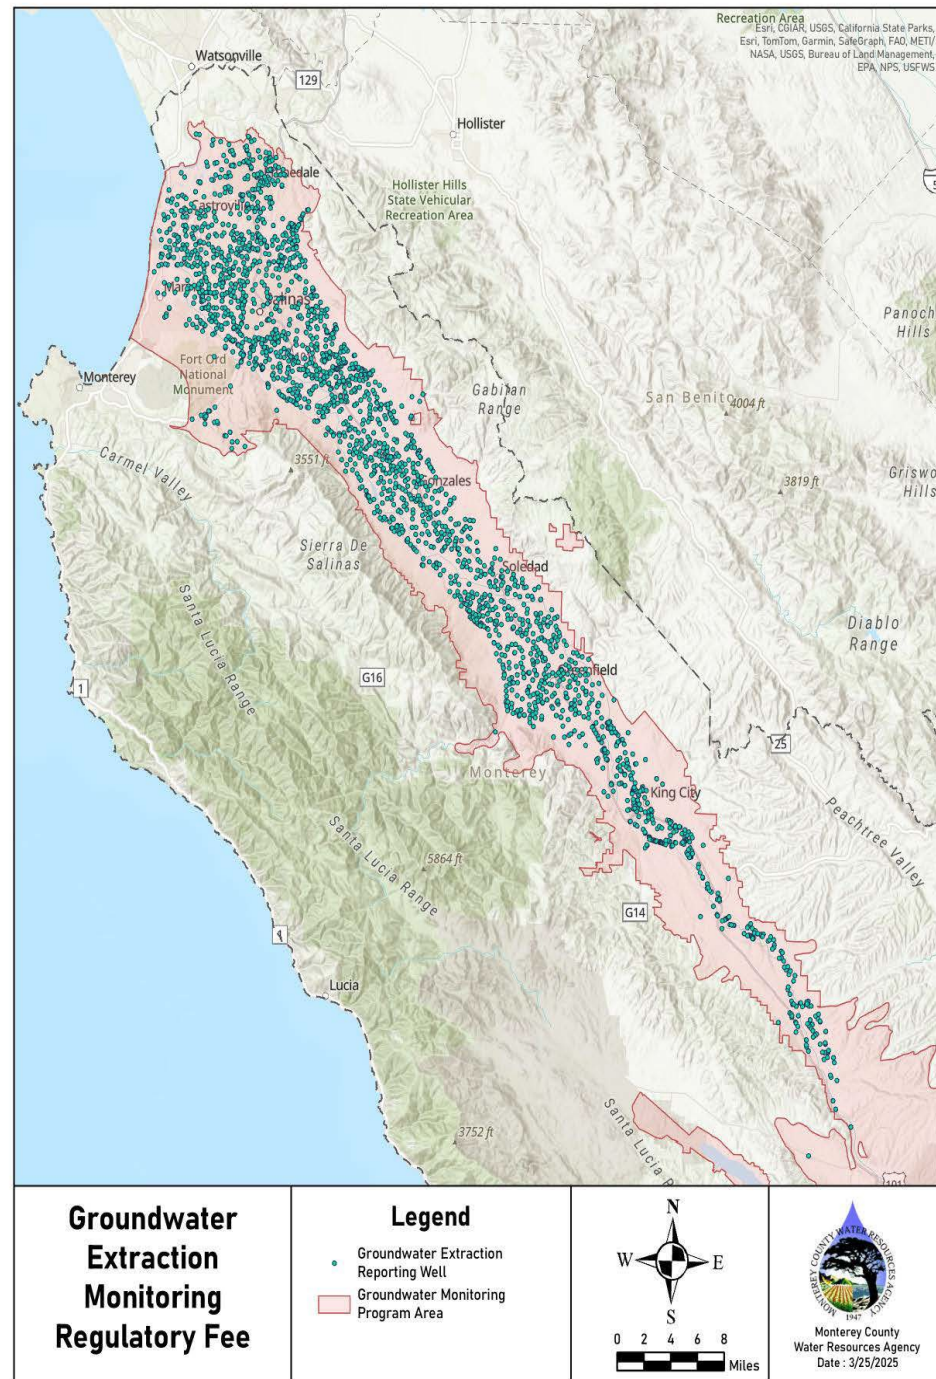 Recreation Area
Esri, CGIAR, USGS, California State Parks,
Esri, TomTom, Garmin, SafeGraph, FAO, METI/
NASA, USGS, Bureau of Land Management,
EPA, NPS, USFWS
Watsonville
129
Hollister
Hollister Hills
State Vehicular
Recreation Area
Castroville
Salinas
Panoch
Hills
Fort Ord
National
Monument
Monterey
Gabilan
Range
San Benito
4004 ft
Carmel Valley
3551 ft
Gonzales
3819 ft
Griswo
Hills
Sierra De
Salinas
Soledad
Santa Lucia Range
Diablo
Range
G16
1
25
Monterey
King City
Peachtree Valley
Santa Lucia Range
5864 ft
G14
1
Lucia
Santa Lucia R
3752 ft
101
Groundwater
Extraction
Monitoring
Regulatory Fee
Legend
Groundwater Extraction
Reporting Well
Groundwater Monitoring
Program Area
N
W
E
S
0 2 4 6 8
Miles
MONTEREY COUNTY WATER RESOURCES AGENCY
1947
Monterey County
Water Resources Agency
Date : 3/25/2025